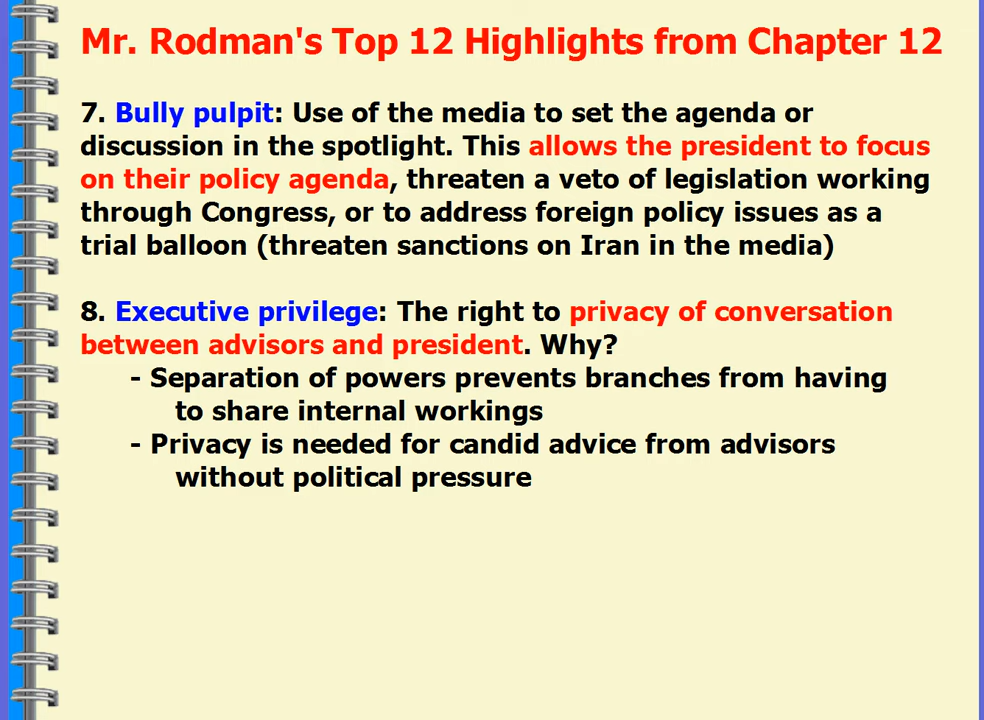 Mr. Rodman's Top 12 Highlights from Chapter 12
7. Bully pulpit: Use of the media to set the agenda or
discussion in the spotlight. This allows the president to focus
on their policy agenda, threaten a veto of legislation working
through Congress, or to address foreign policy issues as a
trial balloon (threaten sanctions on Iran in the media)
8. Executive privilege: The right to privacy of conversation
between advisors and president. Why?
- Separation of powers prevents branches from having
to share internal workings
- Privacy is needed for candid advice from advisors
without political pressure